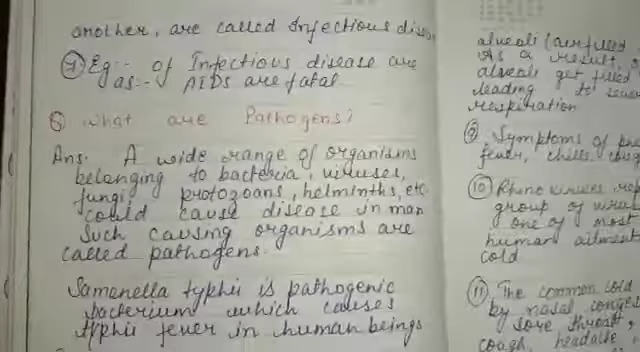 another, are called Infectious
7 Eg:- of Infectious disease are
as:- AIDs are fatal
Q What are Pathogens?
Ans. A wide range of organisms
belonging to bacteria, viruses,
fungi, protozoans, helminths, etc
could cause disease in man
Such causing organisms are
called pathogens.
Samenella typhii is pathogenic
bacterium which causes
typhii fever in human beings
alveoli (air filled
As a result,
alveoli get filled
leading to
respiration
9 Symptoms of
fever, chills,
10 Rhino viruses
group of
one of most
human ailment
cold
11 The common cold
by nasal
sore throat,
cough, headache,